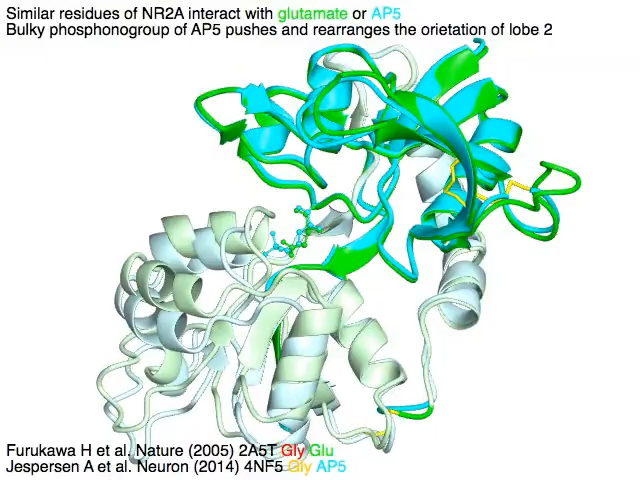 Similar residues of NR2A interact with glutamate or AP5
Bulky phosphonogroup of AP5 pushes and rearranges the orietation of lobe 2
Furukawa H et al. Nature (2005) 2A5T Gly Glu
Jespersen A et al. Neuron (2014) 4NF5 Gly AP5